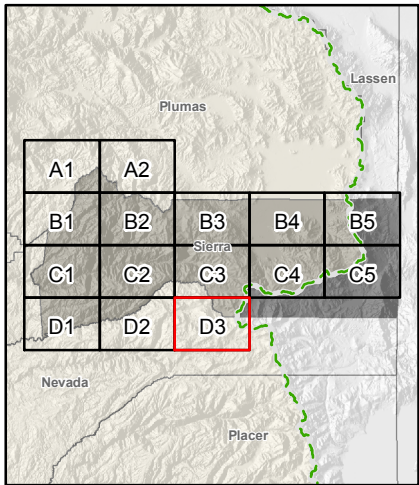 Lassen
Plumas
A1 A2
B1 B2 B3 B4 B5
Sierra
C1 C2 C3 C4 C5
D1 D2 D3
Nevada
Placer